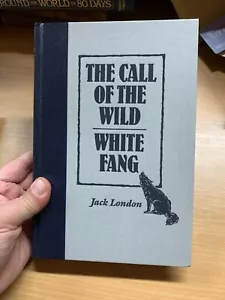 ROUND THE WORLD IN 80 DAYS
THE CALL
OF THE
WILD
WHITE
FANG
Jack London